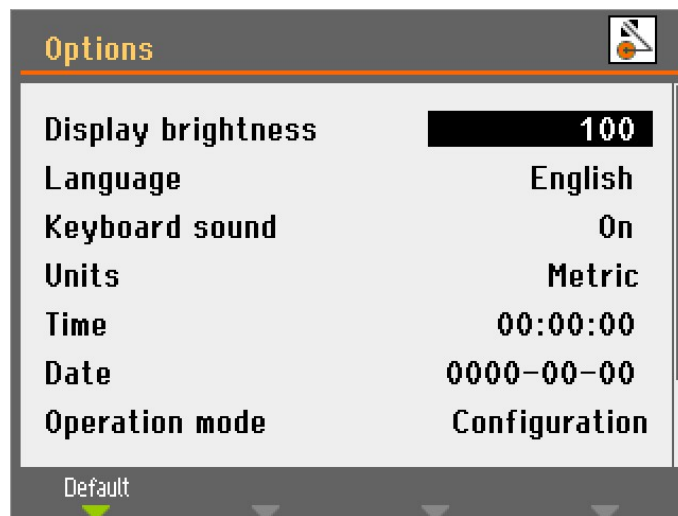 Options
Display brightness 100
Language English
Keyboard sound On
Units Metric
Time 00:00:00
Date 0000-00-00
Operation mode Configuration
Default